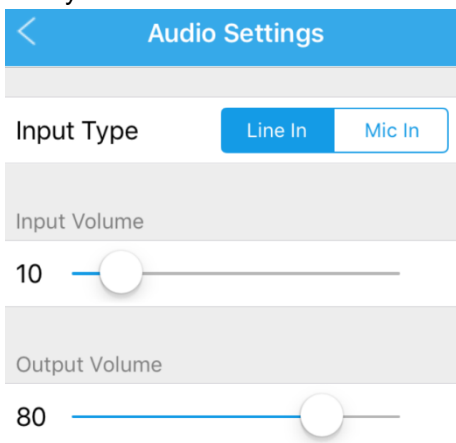 Audio Settings
Input Type Line In Mic In
Input Volume
10
Output Volume
80